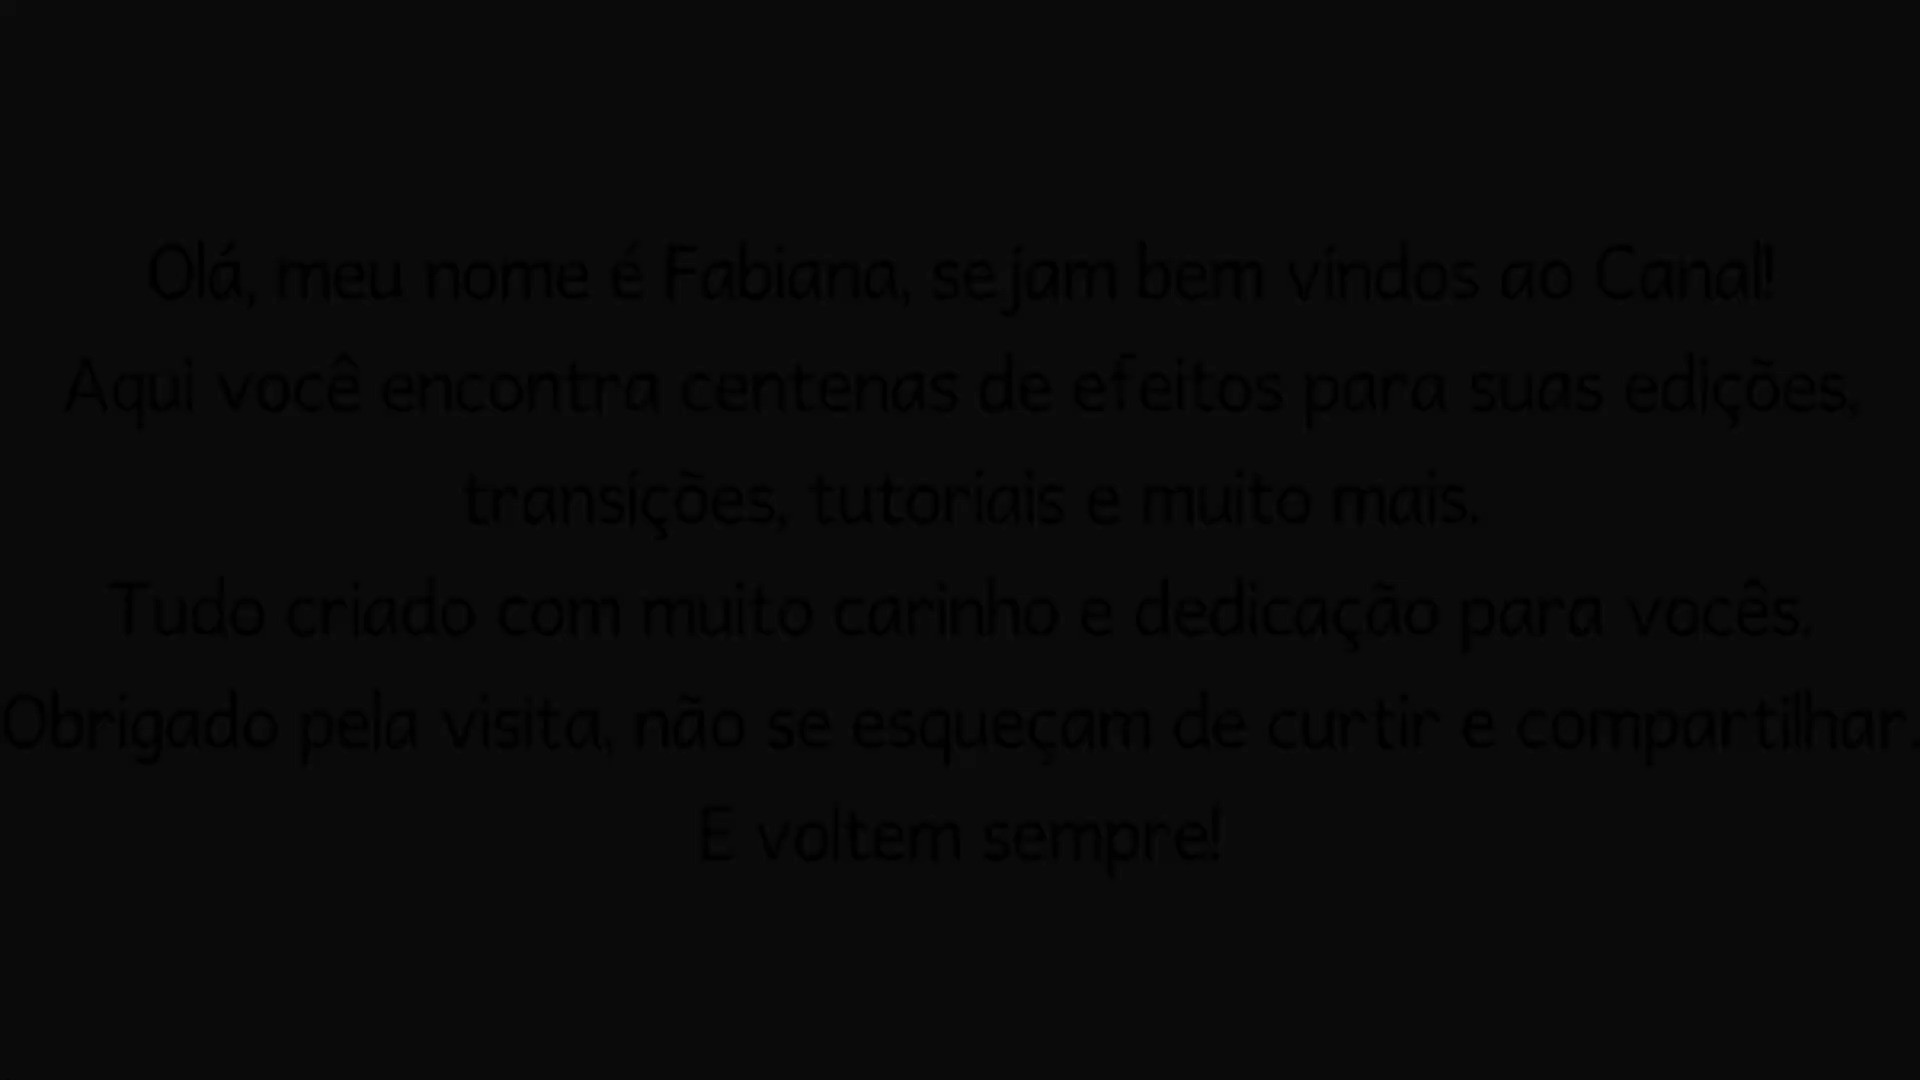 Olá, meu nome é Fabiana, sejam bem vindos ao Canal!
Aqui você encontra centenas de efeitos para suas edições,
transições, tutoriais e muito mais.
Tudo criado com muito carinho e dedicação para vocês.
Obrigado pela visita, não se esqueçam de curtir e compartilhar.
E voltem sempre!